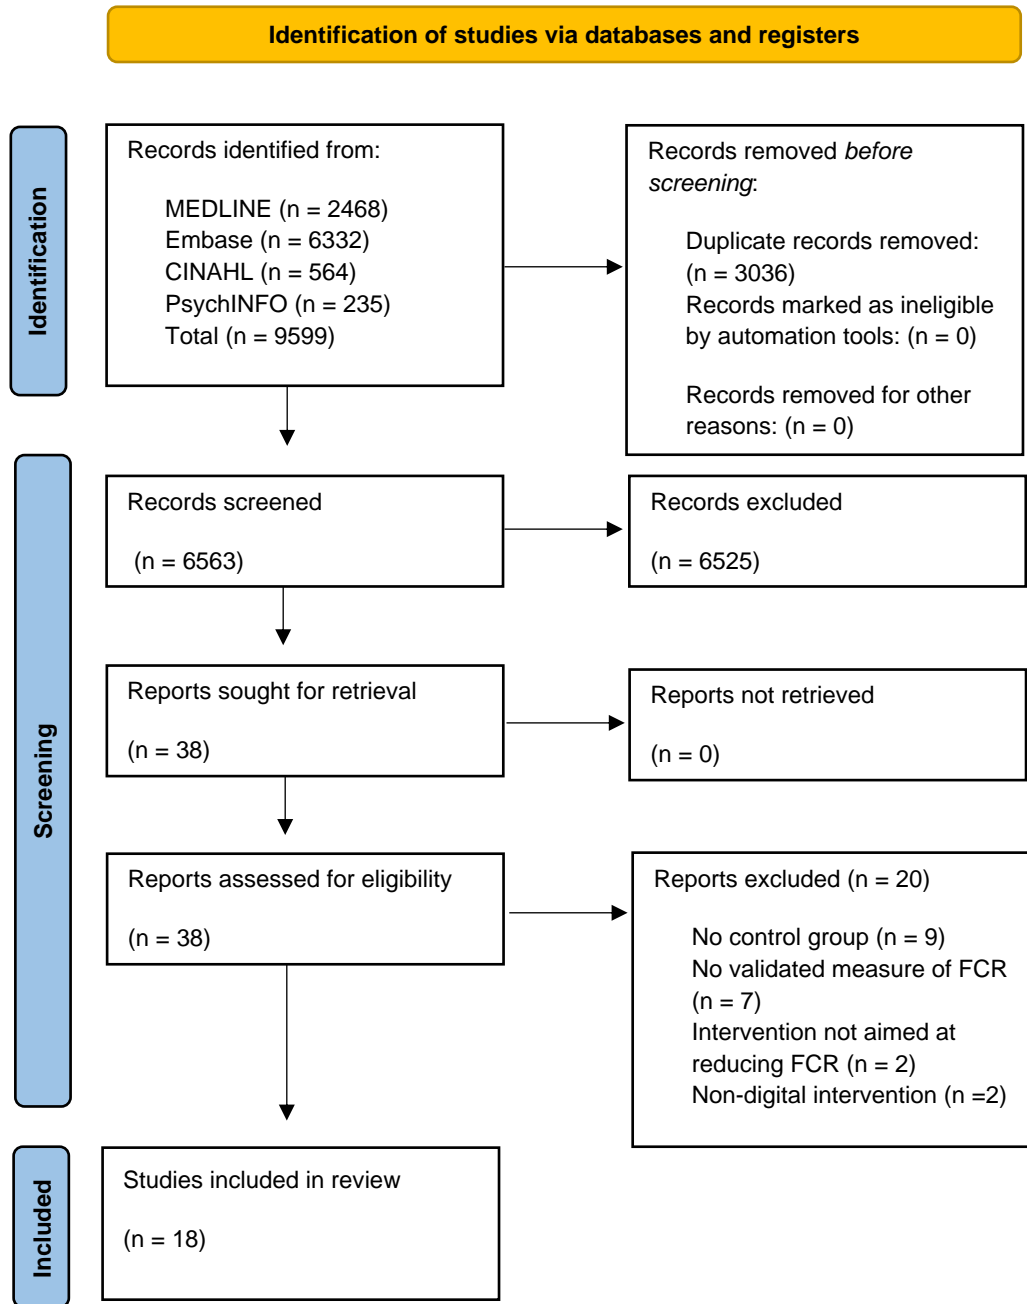 Identification of studies via databases and registers
Identification
Records identified from:
MEDLINE (n = 2468)
Embase (n = 6332)
CINAHL (n = 564)
PsychINFO (n = 235)
Total (n = 9599)
Records removed before
screening:
Duplicate records removed:
(n = 3036)
Records marked as ineligible
by automation tools: (n = 0)
Records removed for other
reasons: (n = 0)
Screening
Records screened
(n = 6563)
Records excluded
(n = 6525)
Reports sought for retrieval
(n = 38)
Reports not retrieved
(n = 0)
Reports assessed for eligibility
(n = 38)
Reports excluded (n = 20)
No control group (n = 9)
No validated measure of FCR
(n = 7)
Intervention not aimed at
reducing FCR (n = 2)
Non-digital intervention (n =2)
Included
Studies included in review
(n = 18)